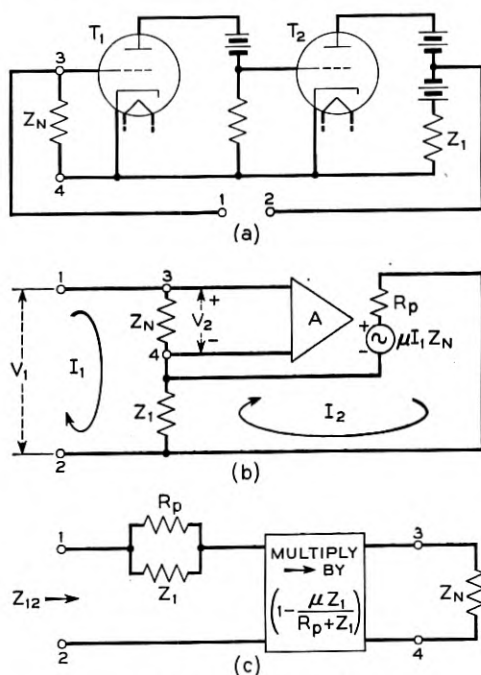 T1 T2
3
ZN Z1
4
1 2
(a)
1 3
+
ZN V2 A Rp
+
μI1ZN
-
V1 I1 4 -
Z1 I2
2
(b)
Rp
1 3
Z1 MULTIPLY
Z12 → → BY ZN
(1-μZ1/Rp+Z1)
2 4
(c)